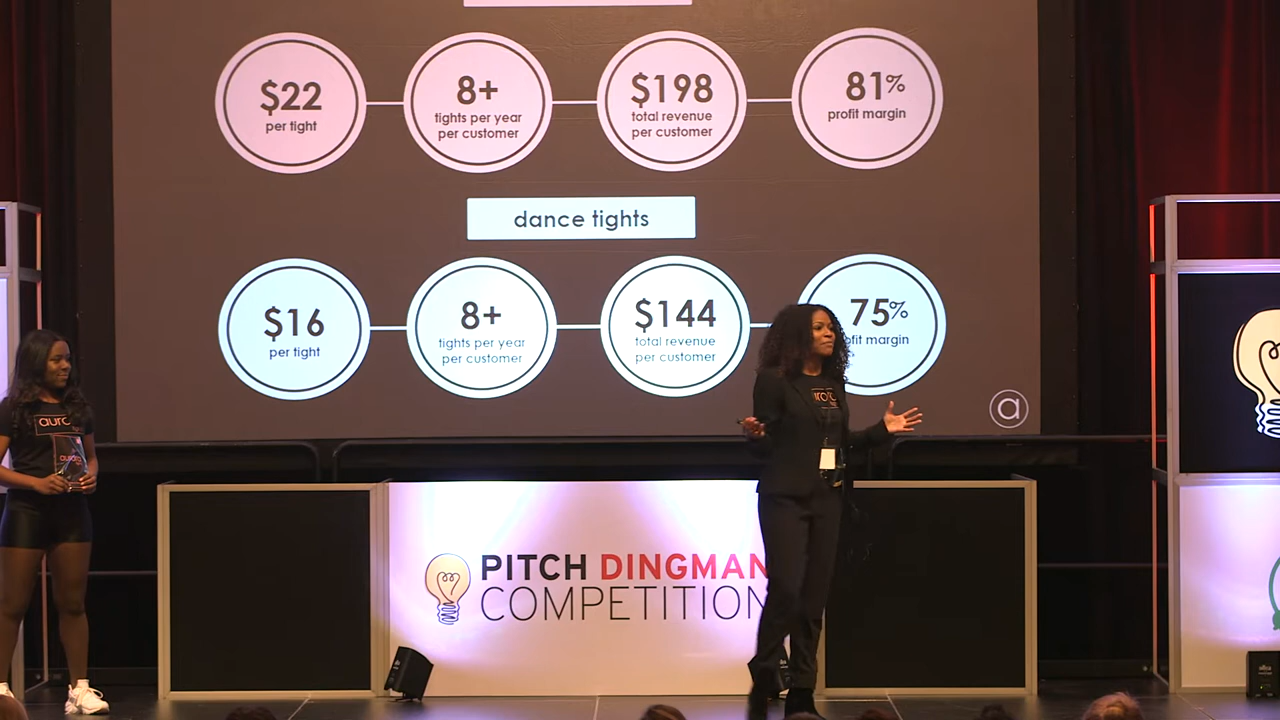 $22
per tight
8+
tights per year
per customer
$198
total revenue
per customer
81%
profit margin
dance tights
$16
per tight
8+
tights per year
per customer
$144
total revenue
per customer
75%
margin
a
PITCH DINGMAN
COMPETITION